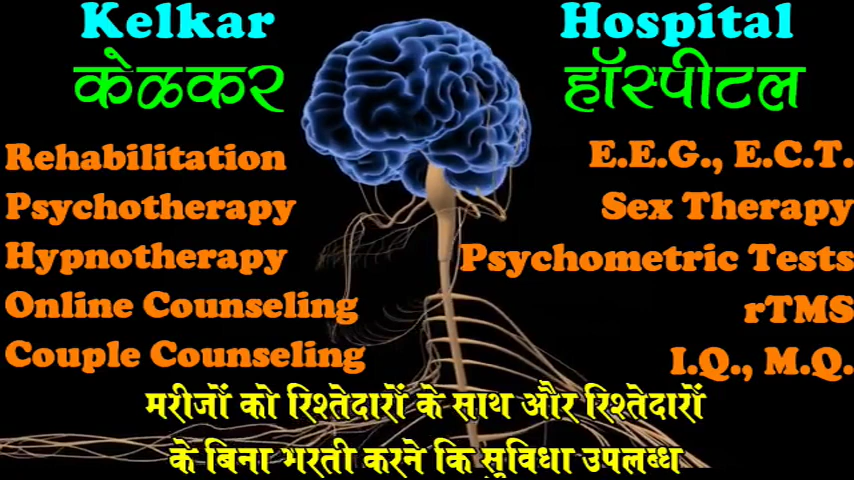 Kelkar Hospital
केळकर हॉस्पीटल
Rehabilitation
Psychotherapy
Hypnotherapy
Online Counseling
Couple Counseling
E.E.G., E.C.T.
Sex Therapy
Psychometric Tests
rTMS
I.Q., M.Q.
मरीजों को रिश्तेदारों के साथ और रिश्तेदारों
के बिना भरती करने कि सुविधा उपलब्ध